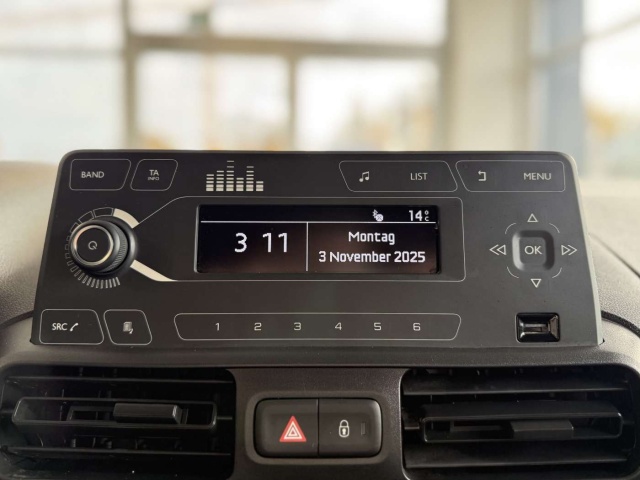 BAND
TA
INFO
LIST
MENU
14°C
3 11
Montag
3 November 2025
OK
SRC
1 2 3 4 5 6